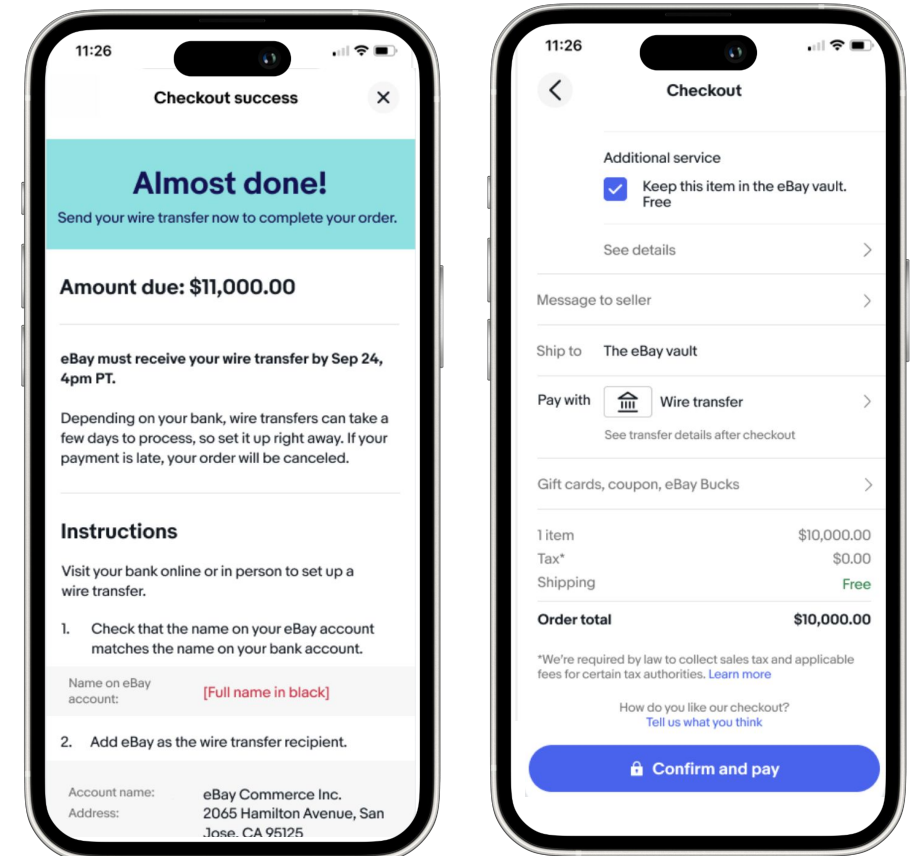 11:26
Checkout success
Almost done!
Send your wire transfer now to complete your order.
Amount due: $11,000.00
eBay must receive your wire transfer by Sep 24,
4pm PT.
Depending on your bank, wire transfers can take a
few days to process, so set it up right away. If your
payment is late, your order will be canceled.
Instructions
Visit your bank online or in person to set up a
wire transfer.
1. Check that the name on your eBay account
matches the name on your bank account.
Name on eBay
account:
[Full name in black]
2. Add eBay as the wire transfer recipient.
Account name: eBay Commerce Inc.
Address: 2065 Hamilton Avenue, San
Jose, CA 95125
11:26
Checkout
Additional service
Keep this item in the eBay vault.
Free
See details
Message to seller
Ship to The eBay vault
Pay with Wire transfer
See transfer details after checkout
Gift cards, coupon, eBay Bucks
1 item $10,000.00
Tax* $0.00
Shipping Free
Order total $10,000.00
*We're required by law to collect sales tax and applicable
fees for certain tax authorities. Learn more
How do you like our checkout?
Tell us what you think
Confirm and pay